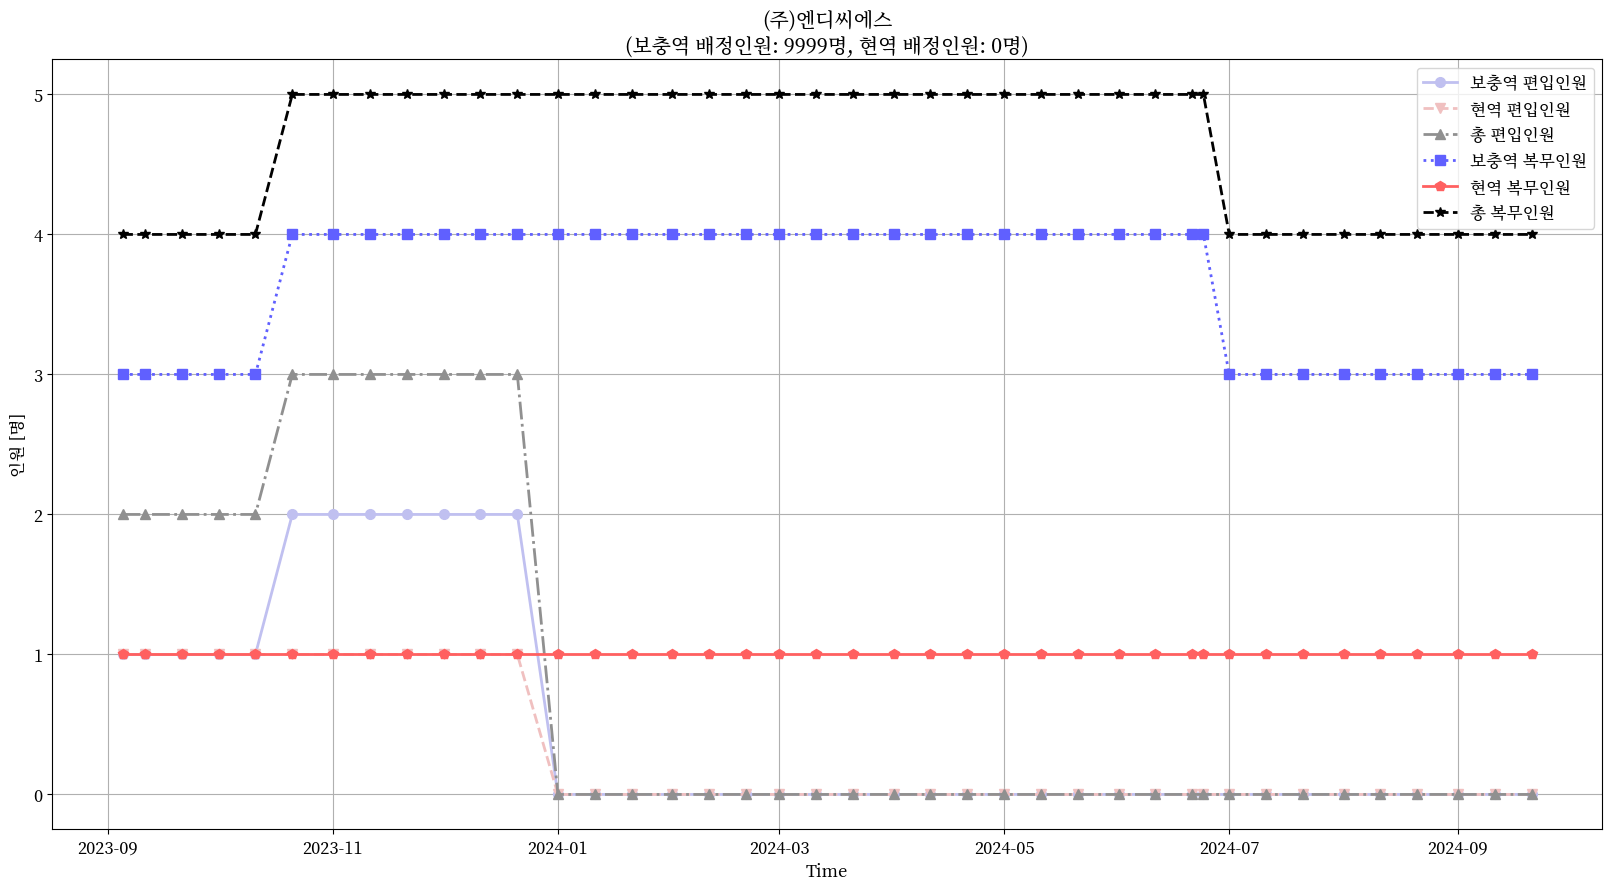 (주)엔디씨에스
(보충역 배정인원: 9999명, 현역 배정인원: 0명)
보충역 편입인원
현역 편입인원
총 편입인원
보충역 복무인원
현역 복무인원
총 복무인원
인원 [명]
5
4
3
2
1
0
2023-09 2023-11 2024-01 2024-03 2024-05 2024-07 2024-09
Time